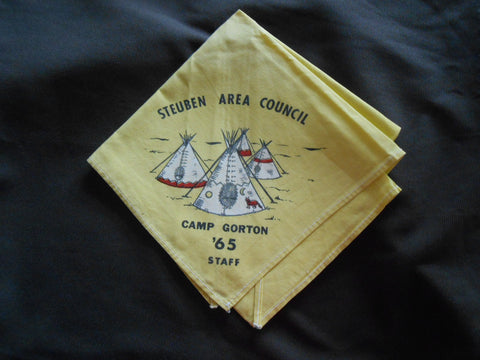 STEUBEN AREA COUNCIL
CAMP GORTON
'65
STAFF